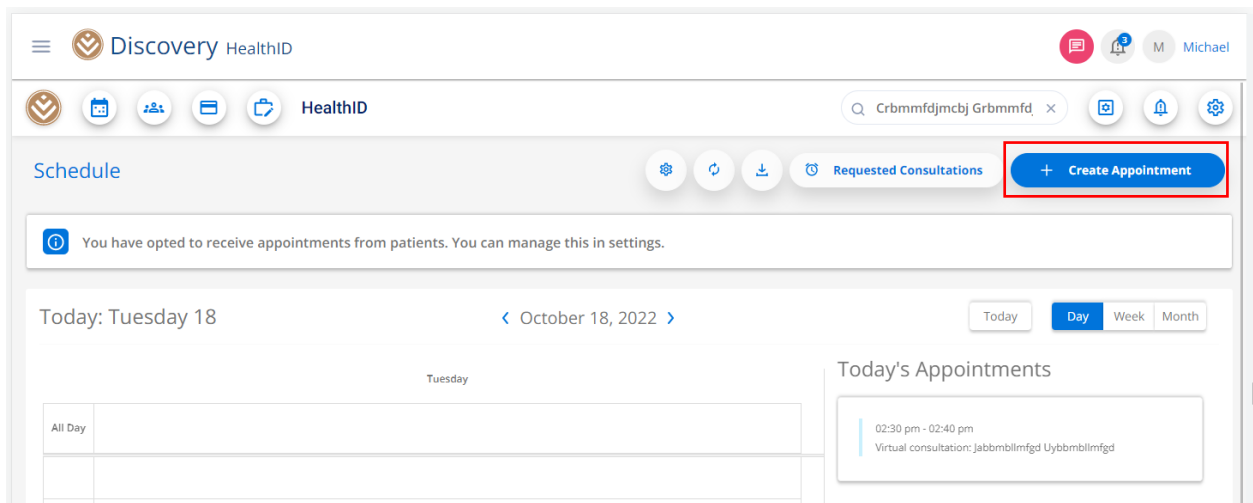 Discovery HealthID
3
M Michael
HealthID
Crbmmfdjmcbj Grbmmfd
Schedule
Requested Consultations
+ Create Appointment
You have opted to receive appointments from patients. You can manage this in settings.
Today: Tuesday 18
October 18, 2022
Today
Day Week Month
Tuesday
Today's Appointments
All Day
02:30 pm - 02:40 pm
Virtual consultation: Jabbmbllmfgd Uybbmbllmfgd